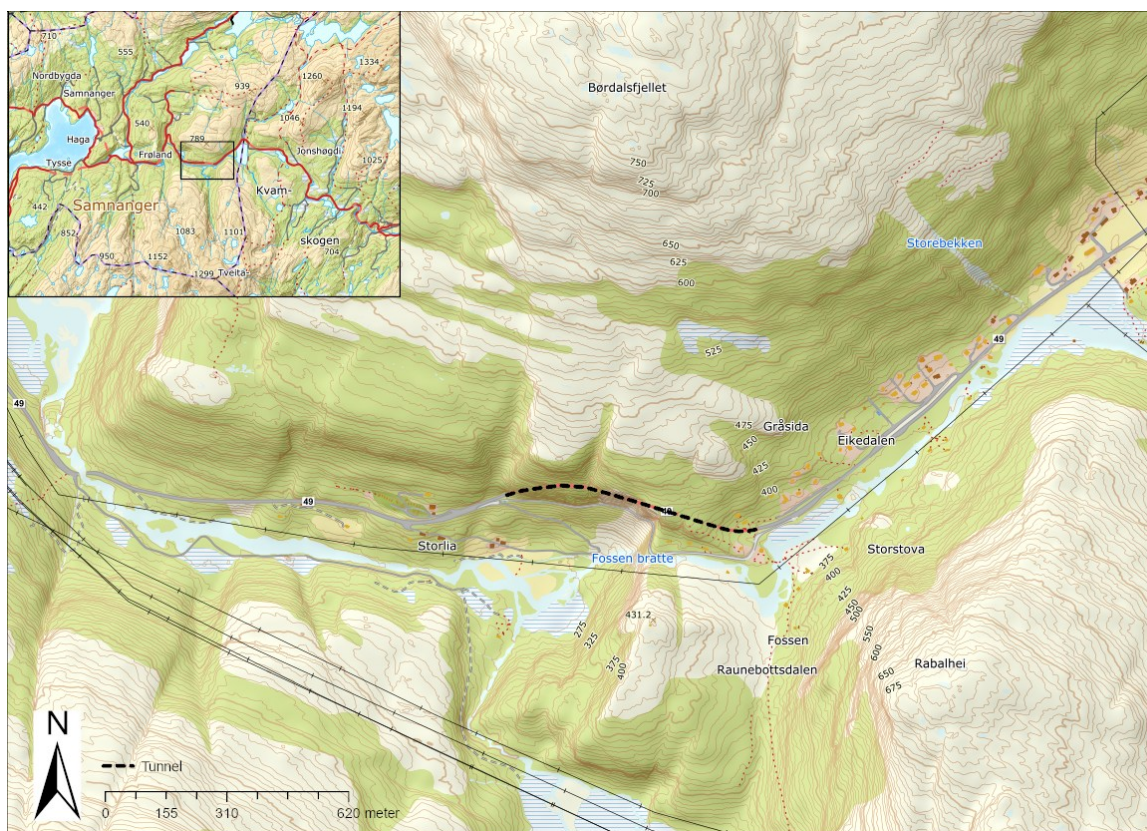 710
555
1334
Nordbygda
Samnanger
939
1260
1194
540
1046
Haga
789
Jonshøgdi
Frøland
1025
Tysse
Kvam-
Samnanger
442
852
1083
1101
skogen
950
1152
704
1299
Tveita-
Børdalsfjellet
750
725
700
650
625
600
Storebekken
525
49
475
Gråsida
450
Eikedalen
425
400
49
49
49
Storlia
Fossen bratte
Storstova
375
400
425
450
500
550
600
650
675
431.2
275
325
375
400
Fossen
Raunebottsdalen
Rabalhei
N
Tunnel
0 155 310 620 meter